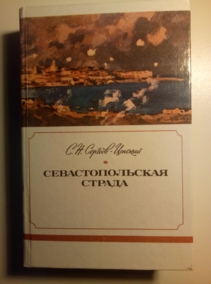 С. Н. Сергеев-Ценский
СЕВАСТОПОЛЬСКАЯ
СТРАДА